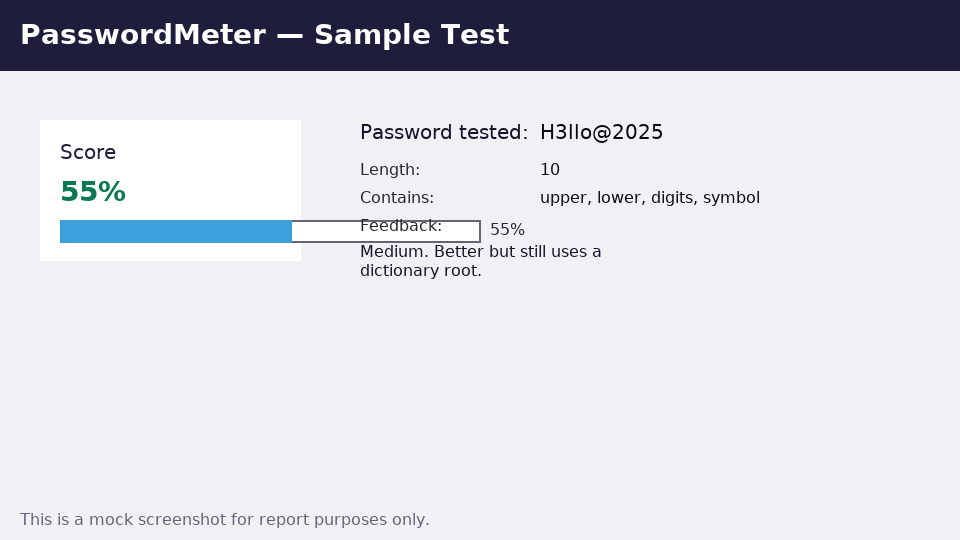 PasswordMeter — Sample Test
Score
55%
55%
Password tested: H3llo@2025
Length: 10
Contains: upper, lower, digits, symbol
Feedback:
Medium. Better but still uses a
dictionary root.
This is a mock screenshot for report purposes only.